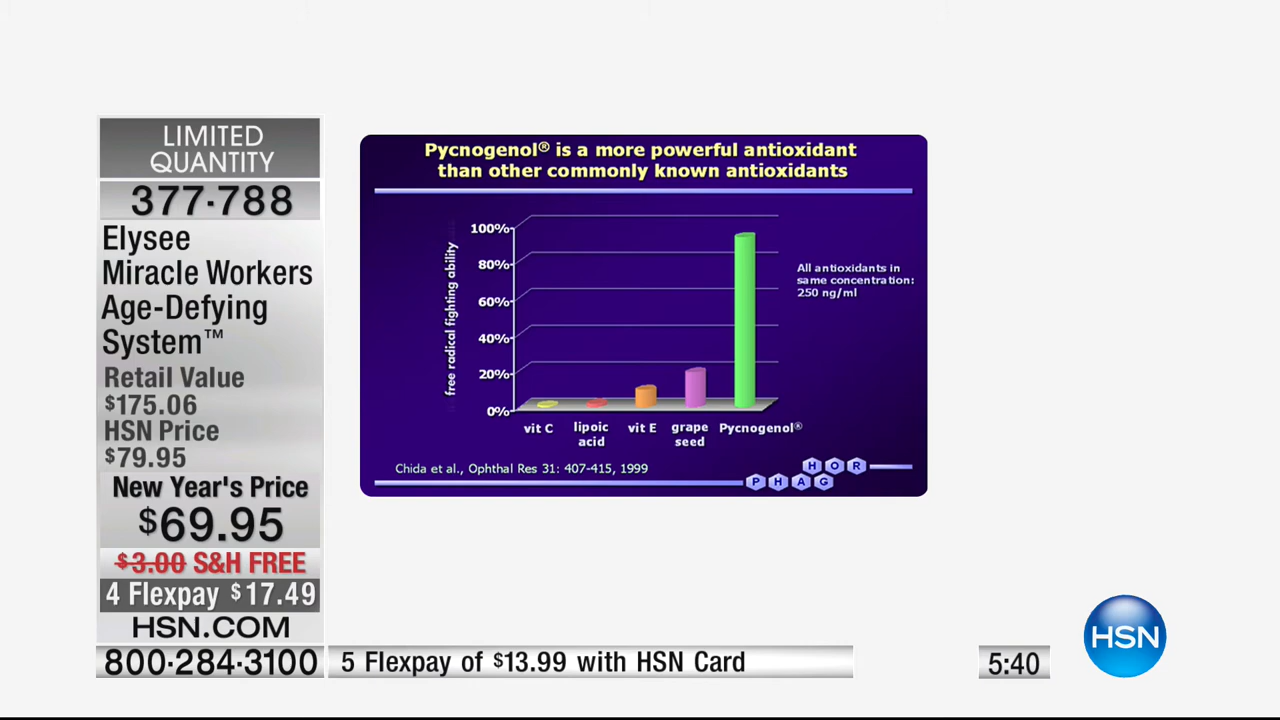 LIMITED
QUANTITY
377·788
Elysee
Miracle Workers
Age-Defying
System™
Retail Value
$175.06
HSN Price
$79.95
New Year's Price
$69.95
$3.00 S&H FREE
4 Flexpay $17.49
HSN.COM
800·284·3100
Pycnogenol® is a more powerful antioxidant
than other commonly known antioxidants
free radical fighting ability
100%
80%
60%
40%
20%
0%
vit C
lipoic
acid
vit E
grape
seed
Pycnogenol®
All antioxidants in
same concentration:
250 ng/ml
Chida et al., Ophthal Res 31: 407-415, 1999
HOR
PHAG
5 Flexpay of $13.99 with HSN Card
5:40
HSN